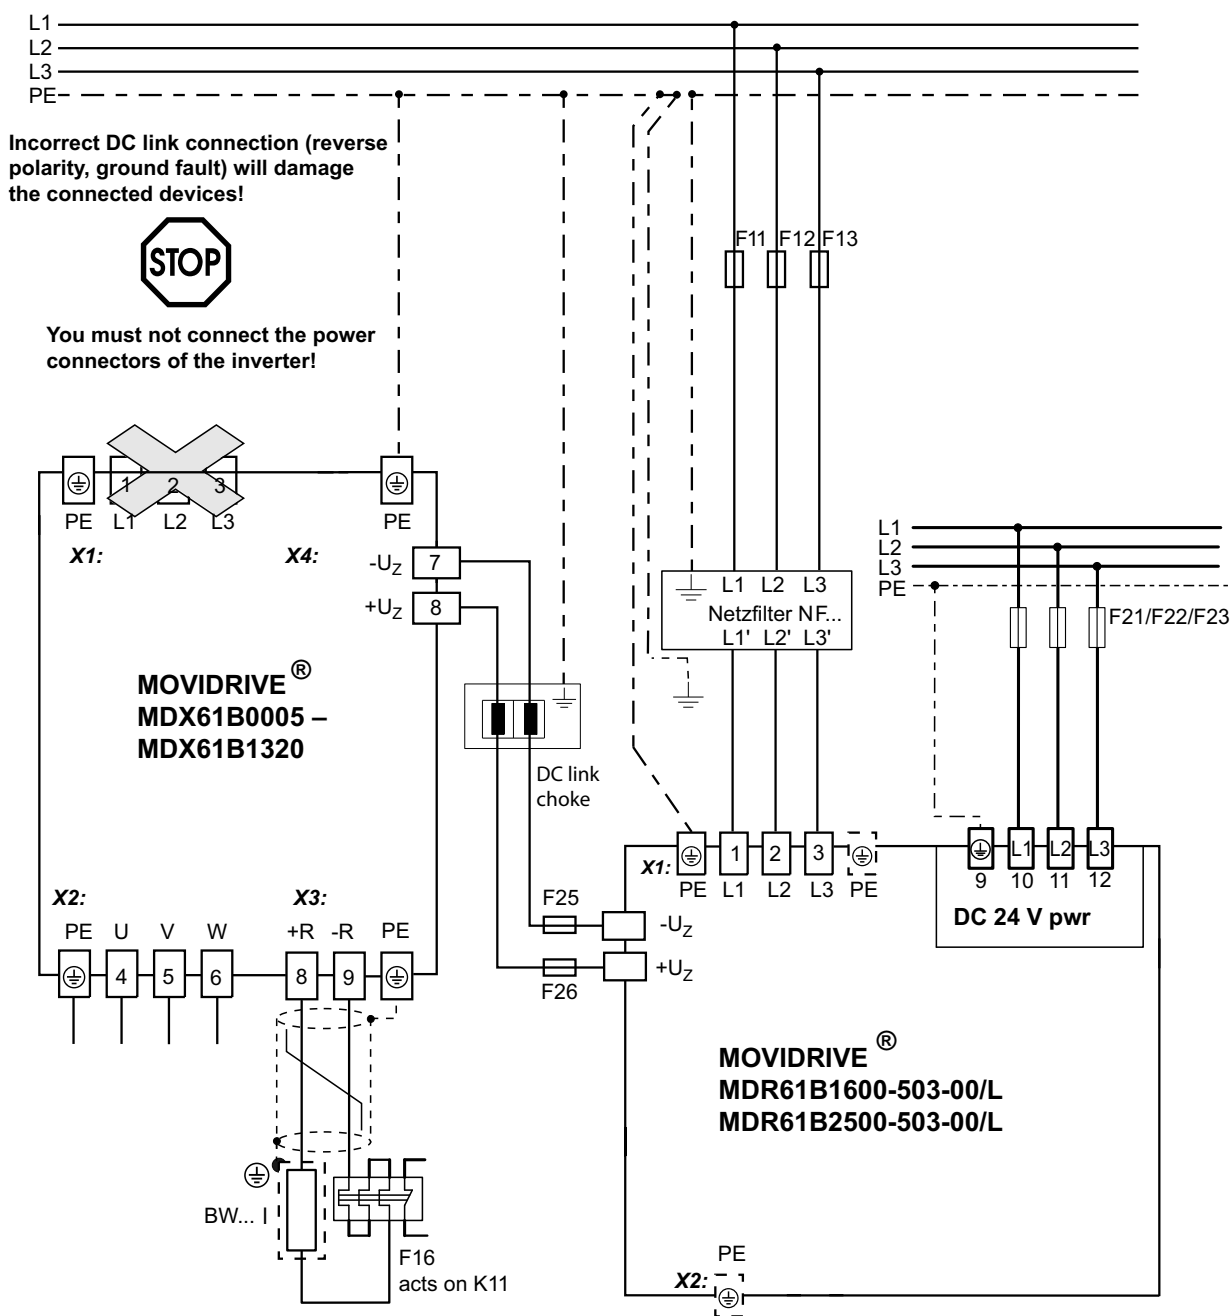 L1
L2
L3
PE
Incorrect DC link connection (reverse
polarity, ground fault) will damage
the connected devices!
STOP
You must not connect the power
connectors of the inverter!
F11 F12 F13
1 2 3
PE L1 L2 L3 PE
X1: X4:
-UZ 7
+UZ 8
MOVIDRIVE ®
MDX61B0005 –
MDX61B1320
DC link
choke
L1 L2 L3
Netzfilter NF...
L1' L2' L3'
L1
L2
L3
PE
F21/F22/F23
X2: X3:
PE U V W +R -R PE
4 5 6 8 9
F25
F26
X1: 1 2 3
PE L1 L2 L3 PE
L1 L2 L3
9 10 11 12
DC 24 V pwr
-UZ
+UZ
MOVIDRIVE ®
MDR61B1600-503-00/L
MDR61B2500-503-00/L
BW...
F16
acts on K11
PE
X2: